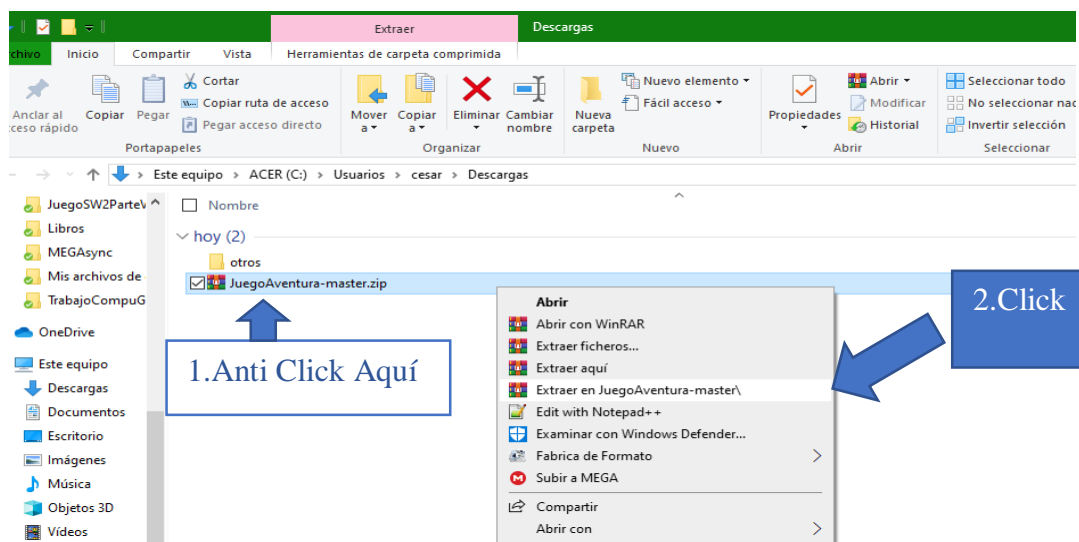 Extraer
Descargas
chivo Inicio Compartir Vista Herramientas de carpeta comprimida
Anclar al
ceso rápido
Copiar
Pegar
Cortar
Copiar ruta de acceso
Pegar acceso directo
Portapapeles
Mover
a
Copiar
a
Eliminar
Cambiar
nombre
Organizar
Nueva
carpeta
Nuevo elemento
Fácil acceso
Nuevo
Propiedades
Abrir
Modificar
Historial
Abrir
Seleccionar todo
No seleccionar nad
Invertir selección
Seleccionar
Este equipo > ACER (C:) > Usuarios > cesar > Descargas
JuegoSW2ParteV
Libros
MEGAsync
Mis archivos de
TrabajoCompuG
OneDrive
Este equipo
Descargas
Documentos
Escritorio
Imágenes
Música
Objetos 3D
Vídeos
Nombre
hoy (2)
otros
JuegoAventura-master.zip
1.Anti Click Aquí
Abrir
Abrir con WinRAR
Extraer ficheros...
Extraer aquí
Extraer en JuegoAventura-master\
Edit with Notepad++
Examinar con Windows Defender...
Fabrica de Formato
Subir a MEGA
Compartir
Abrir con
2.Click